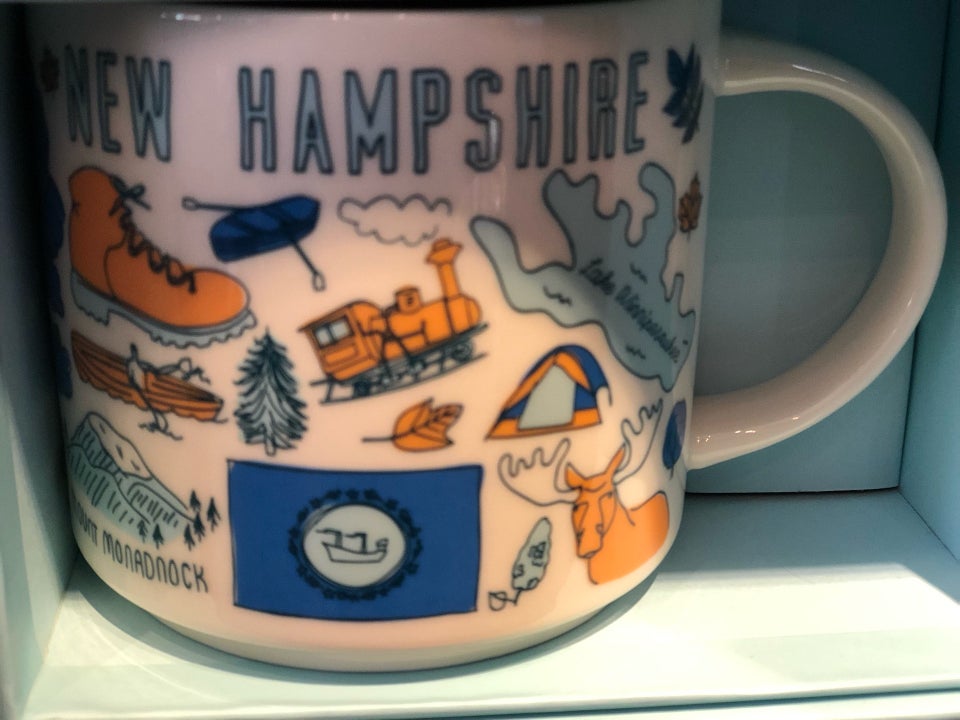 NEW HAMPSHIRE
Lake Winnipesaukee
MOUNT MONADNOCK